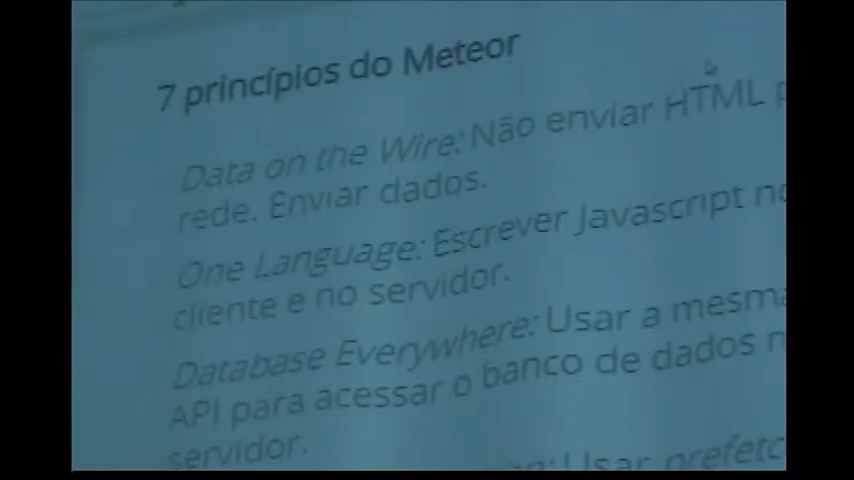 7 princípios do Meteor
Data on the Wire: Não enviar HTML
rede. Enviar dados.
One Language: Escrever Javascript no
cliente e no servidor.
Database Everywhere: Usar a mesma
API para acessar o banco de dados
servidor.
Usar